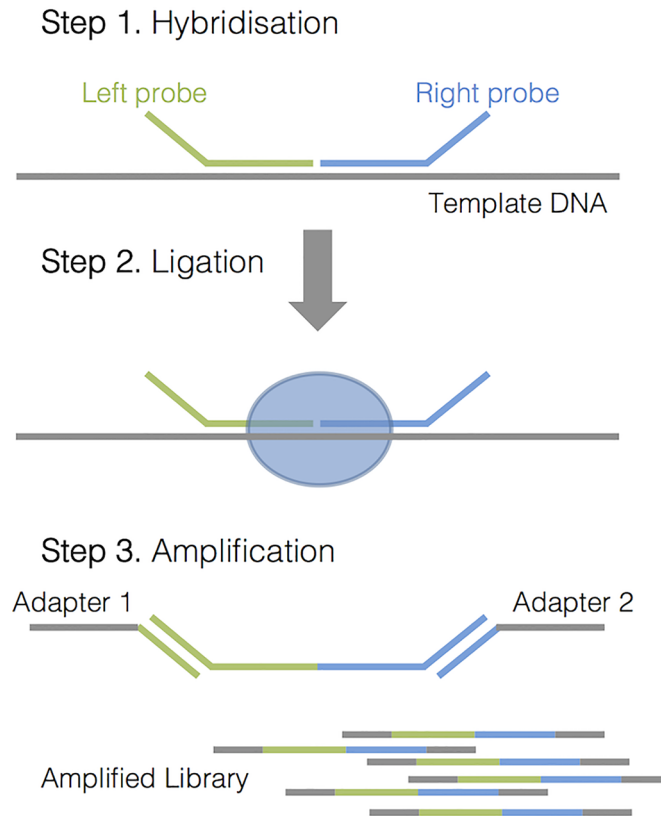 Step 1. Hybridisation
Left probe
Right probe
Template DNA
Step 2. Ligation
Step 3. Amplification
Adapter 1
Adapter 2
Amplified Library